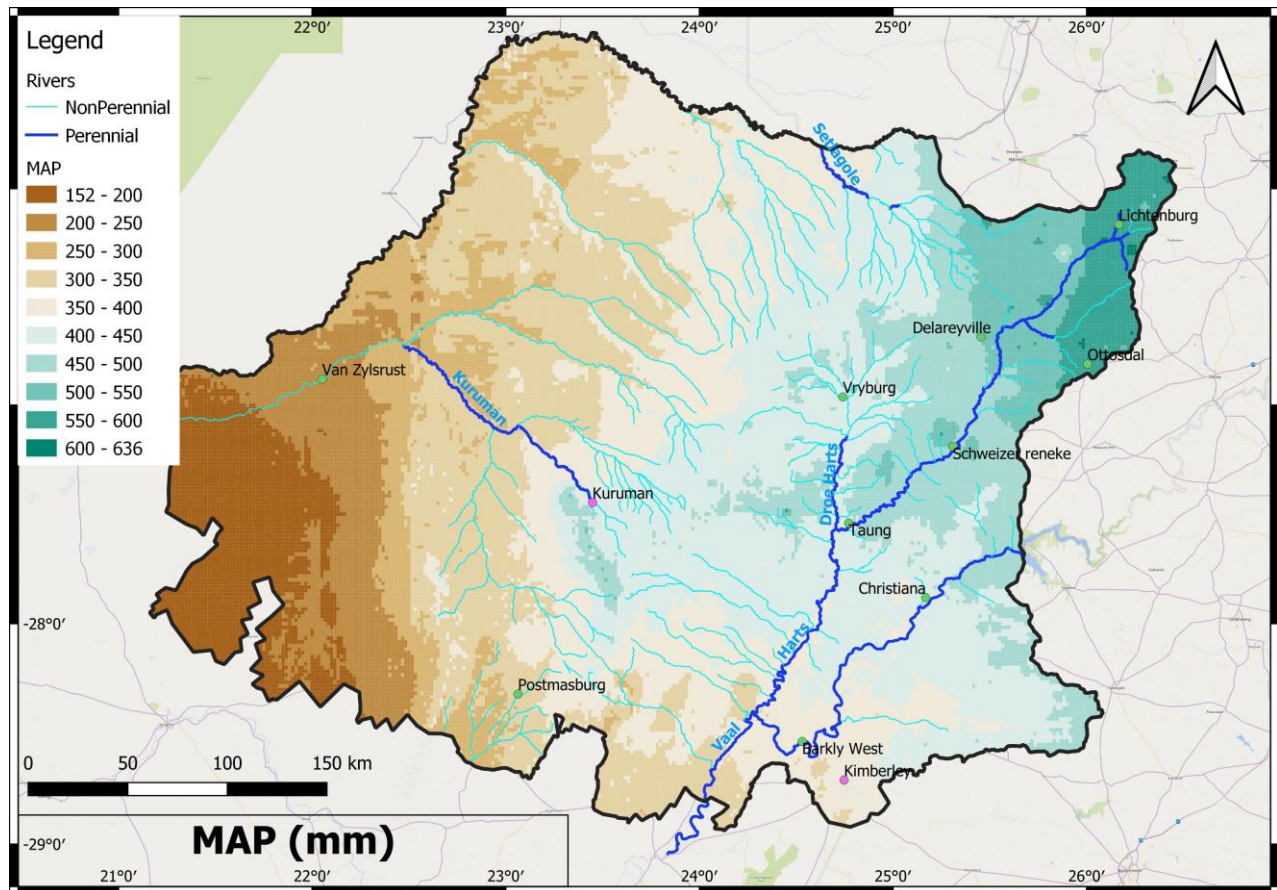 22°0′ 23°0′ 24°0′ 25°0′ 26°0′
Legend
Rivers
NonPerennial
Perennial
MAP
152 - 200
200 - 250
250 - 300
300 - 350
350 - 400
400 - 450
450 - 500
500 - 550
550 - 600
600 - 636
Setlagole
Lichtenburg
Delareyville
Ottosdal
Van Zylsrust
Kuruman
Vryburg
Droe Harts
Schweizer reneke
Kuruman
Taung
Christiana
-28°0′
Harts
Postmasburg
Vaal
Barkly West
Kimberley
0 50 100 150 km
MAP (mm)
-29°0′
21°0′ 22°0′ 23°0′ 24°0′ 25°0′ 26°0′